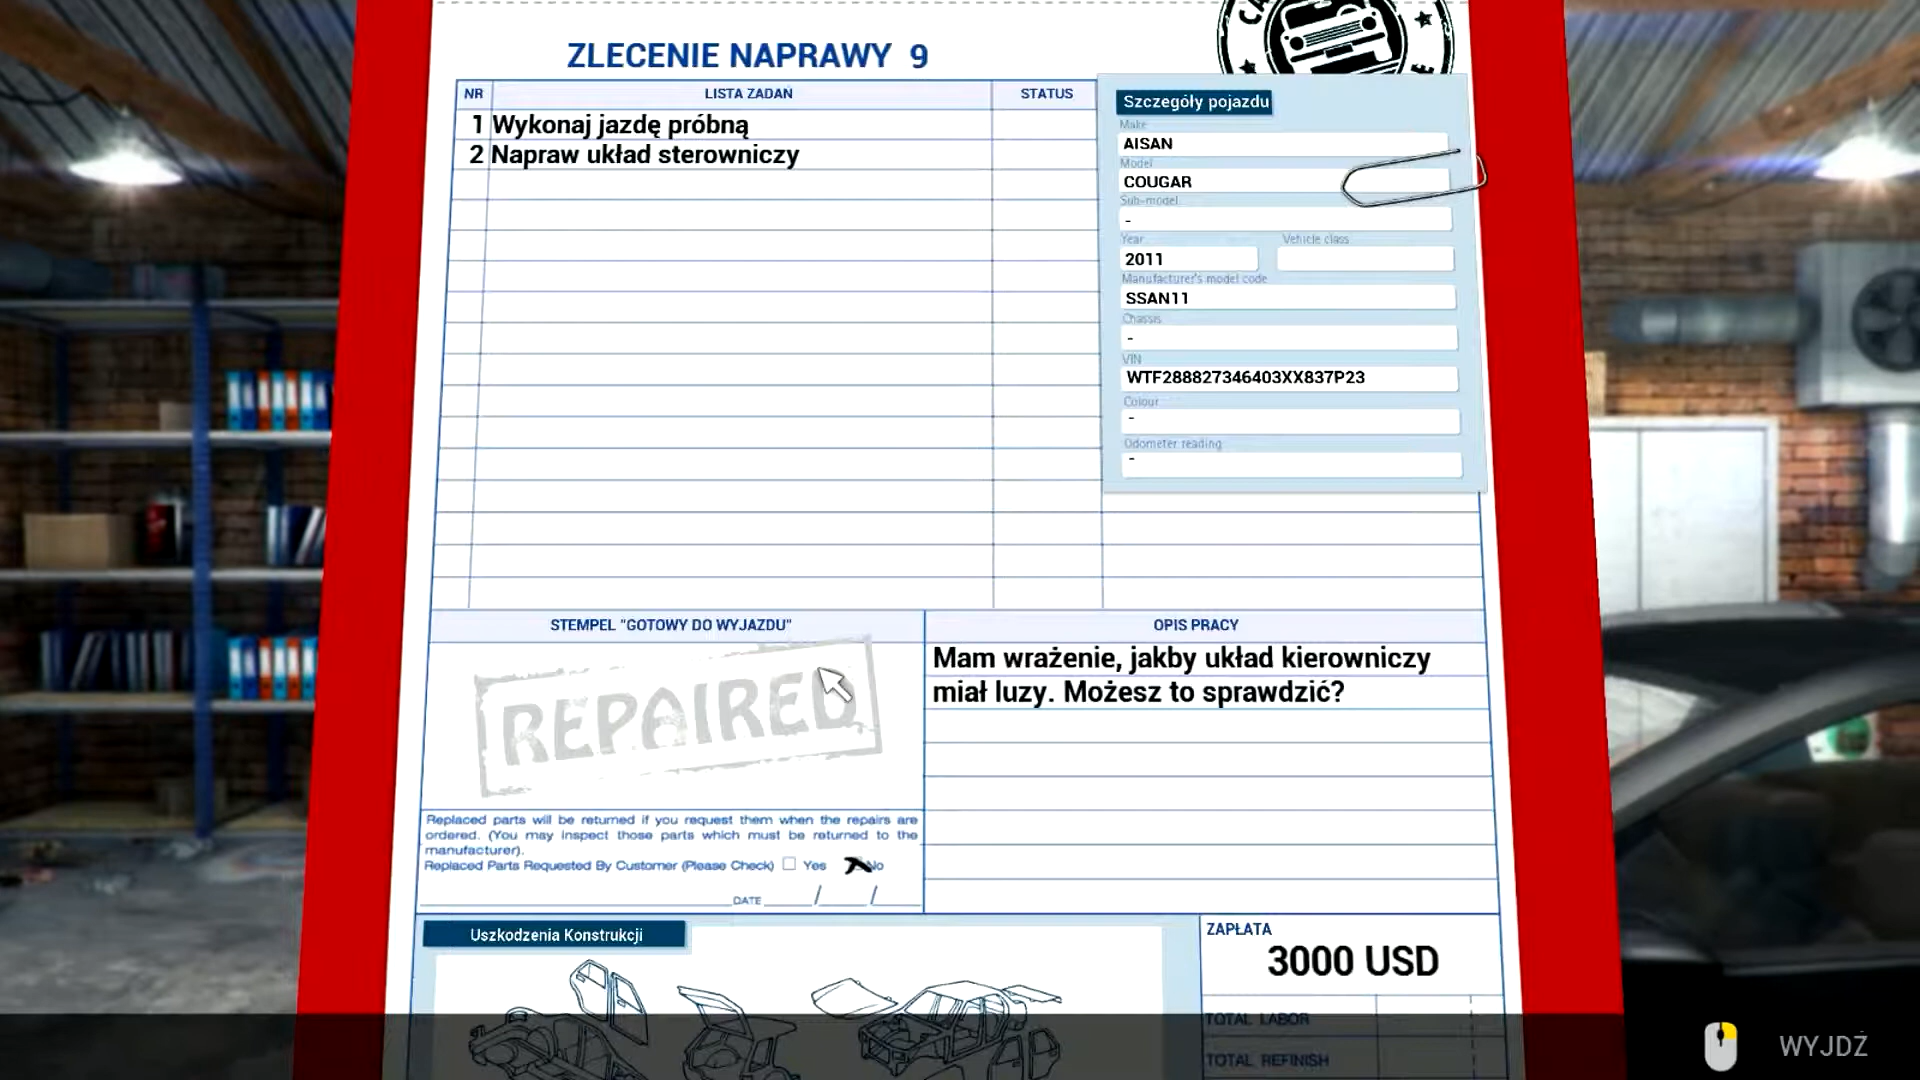 ZLECENIE NAPRAWY 9
NR LISTA ZADAŃ STATUS
1 Wykonaj jazdę próbną
2 Napraw układ sterowniczy
Szczegóły pojazdu
Make
AISAN
Model
COUGAR
Sub-model
-
Year Vehicle class
2011
Manufacturer's model code
SSAN11
Chassis
-
VIN
WTF288827346403XX837P23
Colour
-
Odometer reading
-
STEMPEL "GOTOWY DO WYJAZDU"
REPAIRED
OPIS PRACY
Mam wrażenie, jakby układ kierowniczy
miał luzy. Możesz to sprawdzić?
Replaced parts will be returned if you request them when the repairs are
ordered. (You may inspect those parts which must be returned to the
manufacturer).
Replaced Parts Requested By Customer (Please Check) Yes No
DATE / /
Uszkodzenia Konstrukcji
ZAPŁATA
3000 USD
TOTAL LABOR
TOTAL REFINISH
WYJDŹ